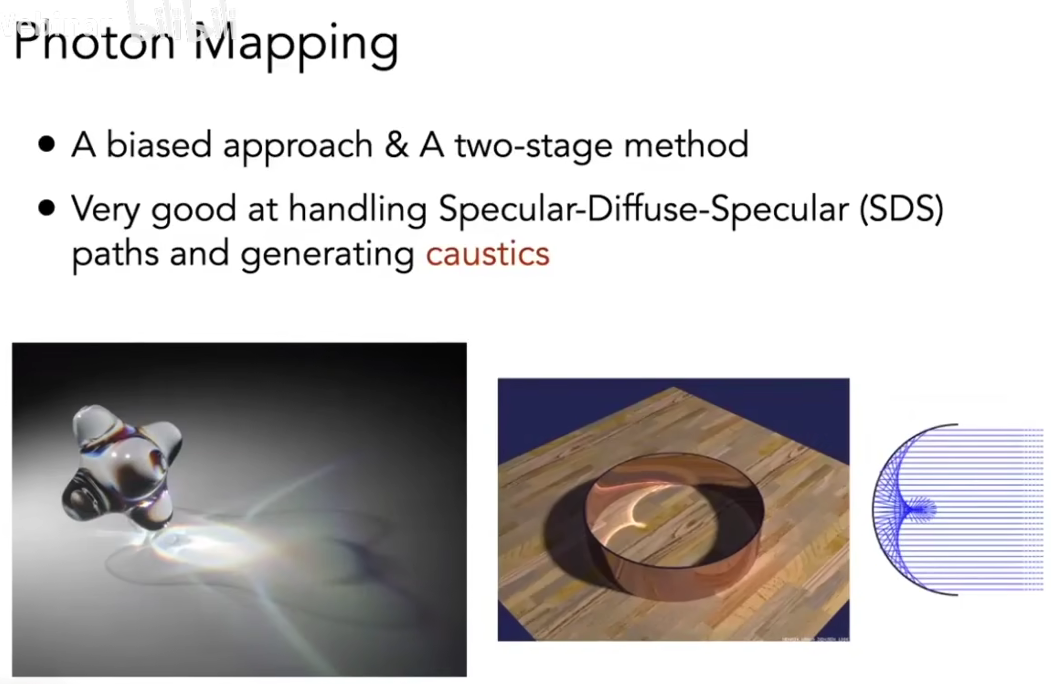 Photon Mapping
• A biased approach & A two-stage method
• Very good at handling Specular-Diffuse-Specular (SDS)
paths and generating caustics